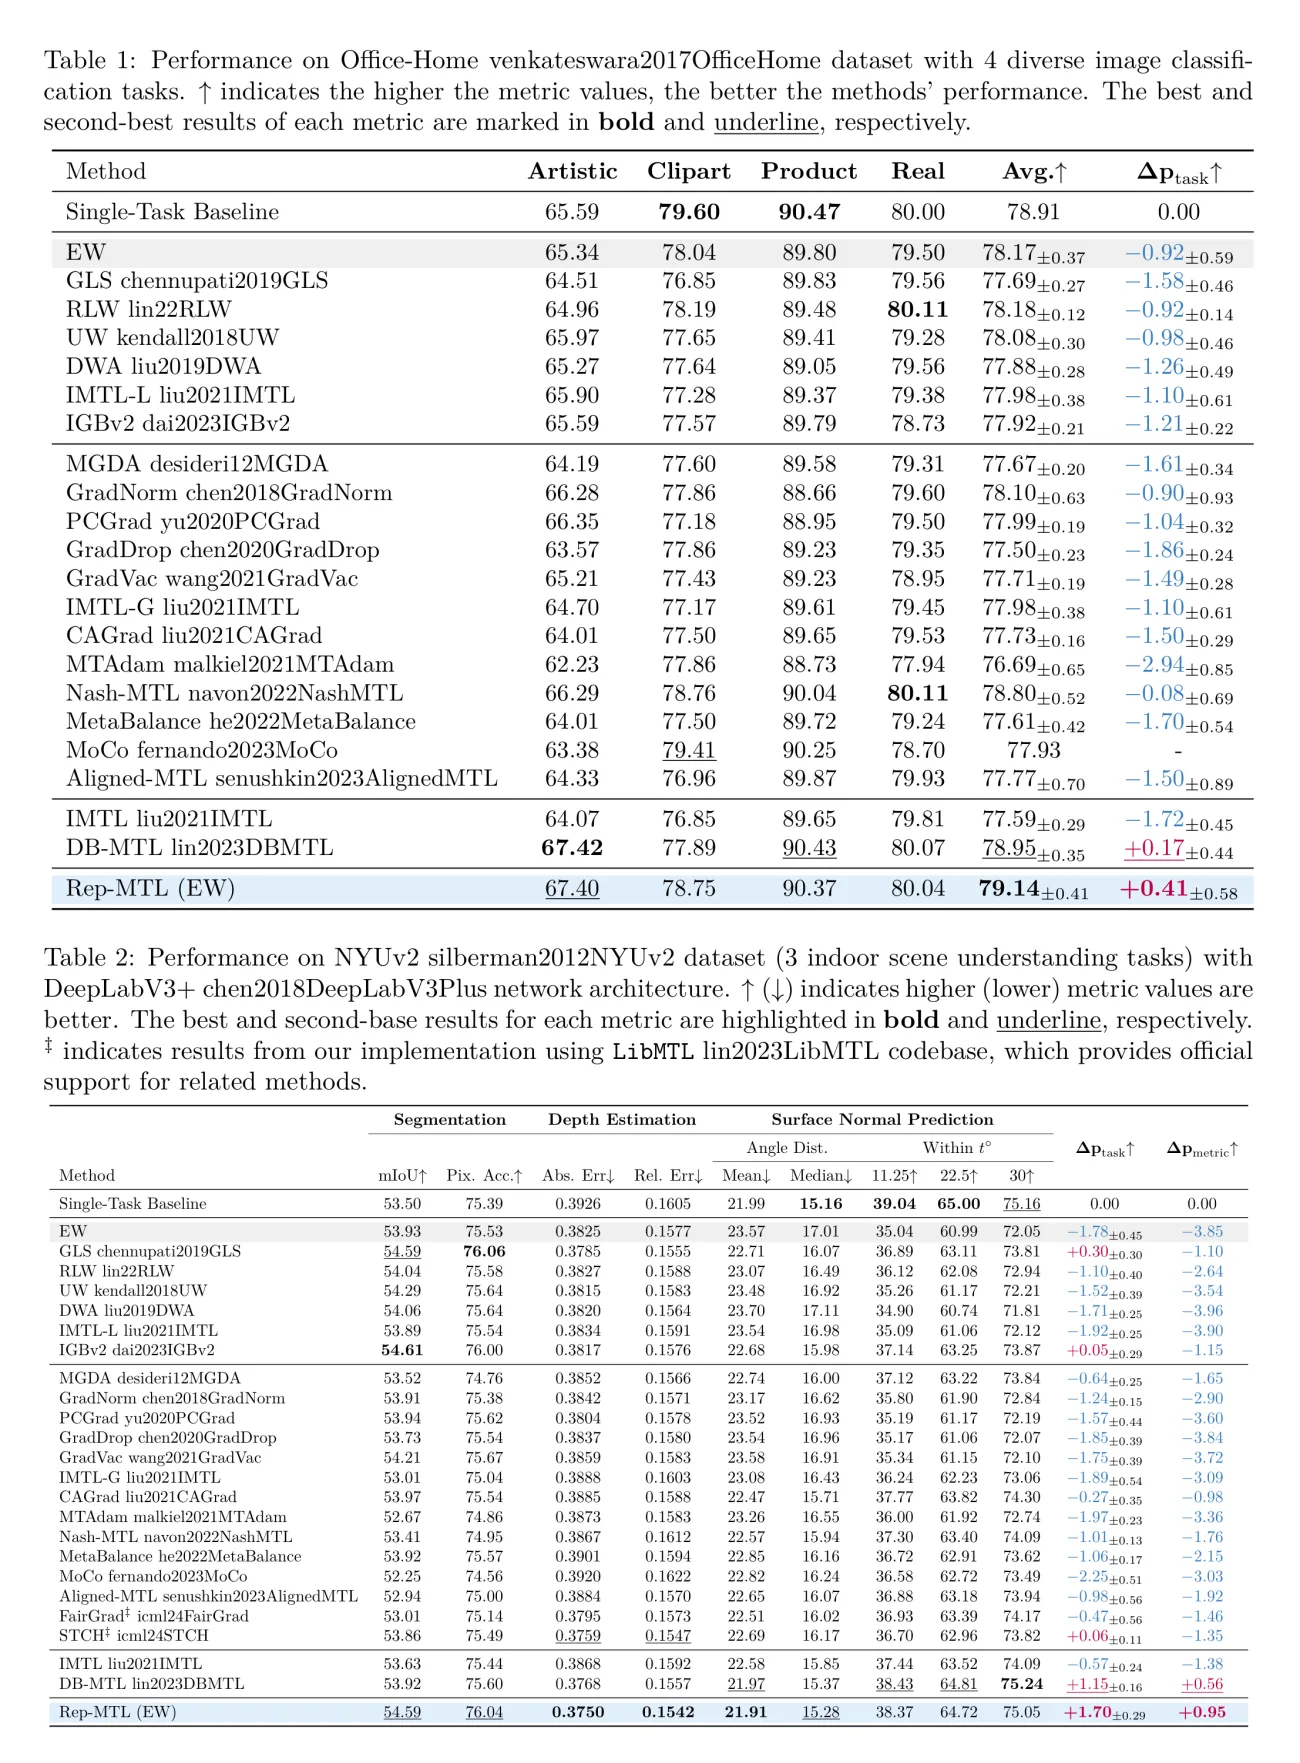 Table 1: Performance on Office-Home venkateswara2017OfficeHome dataset with 4 diverse image classifi-
cation tasks. ↑ indicates the higher the metric values, the better the methods' performance. The best and
second-best results of each metric are marked in bold and underline, respectively.
Method Artistic Clipart Product Real Avg.↑ Δp_task↑
Single-Task Baseline 65.59 79.60 90.47 80.00 78.91 0.00
EW 65.34 78.04 89.80 79.50 78.17±0.37 −0.92±0.59
GLS chennupati2019GLS 64.51 76.85 89.83 79.56 77.69±0.27 −1.58±0.46
RLW lin22RLW 64.96 78.19 89.48 80.11 78.18±0.12 −0.92±0.14
UW kendall2018UW 65.97 77.65 89.41 79.28 78.08±0.30 −0.98±0.46
DWA liu2019DWA 65.27 77.64 89.05 79.56 77.88±0.28 −1.26±0.49
IMTL-L liu2021IMTL 65.90 77.28 89.37 79.38 77.98±0.38 −1.10±0.61
IGBv2 dai2023IGBv2 65.59 77.57 89.79 78.73 77.92±0.21 −1.21±0.22
MGDA desideri12MGDA 64.19 77.60 89.58 79.31 77.67±0.20 −1.61±0.34
GradNorm chen2018GradNorm 66.28 77.86 88.66 79.60 78.10±0.63 −0.90±0.93
PCGrad yu2020PCGrad 66.35 77.18 88.95 79.50 77.99±0.19 −1.04±0.32
GradDrop chen2020GradDrop 63.57 77.86 89.23 79.35 77.50±0.23 −1.86±0.24
GradVac wang2021GradVac 65.21 77.43 89.23 78.95 77.71±0.19 −1.49±0.28
IMTL-G liu2021IMTL 64.70 77.17 89.61 79.45 77.98±0.38 −1.10±0.61
CAGrad liu2021CAGrad 64.01 77.50 89.65 79.53 77.73±0.16 −1.50±0.29
MTAdam malkiel2021MTAdam 62.23 77.86 88.73 77.94 76.69±0.65 −2.94±0.85
Nash-MTL navon2022NashMTL 66.29 78.76 90.04 80.11 78.80±0.52 −0.08±0.69
MetaBalance he2022MetaBalance 64.01 77.50 89.72 79.24 77.61±0.42 −1.70±0.54
MoCo fernando2023MoCo 63.38 79.41 90.25 78.70 77.93 -
Aligned-MTL senushkin2023AlignedMTL 64.33 76.96 89.87 79.93 77.77±0.70 −1.50±0.89
IMTL liu2021IMTL 64.07 76.85 89.65 79.81 77.59±0.29 −1.72±0.45
DB-MTL lin2023DBMTL 67.42 77.89 90.43 80.07 78.95±0.35 +0.17±0.44
Rep-MTL (EW) 67.40 78.75 90.37 80.04 79.14±0.41 +0.41±0.58
Table 2: Performance on NYUv2 silberman2012NYUv2 dataset (3 indoor scene understanding tasks) with
DeepLabV3+ chen2018DeepLabV3Plus network architecture. ↑ (↓) indicates higher (lower) metric values are
better. The best and second-base results for each metric are highlighted in bold and underline, respectively.
‡ indicates results from our implementation using LibMTL lin2023LibMTL codebase, which provides official
support for related methods.
Segmentation Depth Estimation Surface Normal Prediction
Angle Dist. Within t° Δp_task↑ Δp_metric↑
Method mIoU↑ Pix. Acc.↑ Abs. Err↓ Rel. Err↓ Mean↓ Median↓ 11.25↑ 22.5↑ 30↑
Single-Task Baseline 53.50 75.39 0.3926 0.1605 21.99 15.16 39.04 65.00 75.16 0.00 0.00
EW 53.93 75.53 0.3825 0.1577 23.57 17.01 35.04 60.99 72.05 −1.78±0.45 −3.85
GLS chennupati2019GLS 54.59 76.06 0.3785 0.1555 22.71 16.07 36.89 63.11 73.81 +0.30±0.30 −1.10
RLW lin22RLW 54.04 75.58 0.3827 0.1588 23.07 16.49 36.12 62.08 72.94 −1.10±0.40 −2.64
UW kendall2018UW 54.29 75.64 0.3815 0.1583 23.48 16.92 35.26 61.17 72.21 −1.52±0.39 −3.54
DWA liu2019DWA 54.06 75.64 0.3820 0.1564 23.70 17.11 34.90 60.74 71.81 −1.71±0.25 −3.96
IMTL-L liu2021IMTL 53.89 75.54 0.3834 0.1591 23.54 16.98 35.09 61.06 72.12 −1.92±0.25 −3.90
IGBv2 dai2023IGBv2 54.61 76.00 0.3817 0.1576 22.68 15.98 37.14 63.25 73.87 +0.05±0.29 −1.15
MGDA desideri12MGDA 53.52 74.76 0.3852 0.1566 22.74 16.00 37.12 63.22 73.84 −0.64±0.25 −1.65
GradNorm chen2018GradNorm 53.91 75.38 0.3842 0.1571 23.17 16.62 35.80 61.90 72.84 −1.24±0.15 −2.90
PCGrad yu2020PCGrad 53.94 75.62 0.3804 0.1578 23.52 16.93 35.19 61.17 72.19 −1.57±0.44 −3.60
GradDrop chen2020GradDrop 53.73 75.54 0.3837 0.1580 23.54 16.96 35.17 61.06 72.07 −1.85±0.39 −3.84
GradVac wang2021GradVac 54.21 75.67 0.3859 0.1583 23.58 16.91 35.34 61.15 72.10 −1.75±0.39 −3.72
IMTL-G liu2021IMTL 53.01 75.04 0.3888 0.1603 23.08 16.43 36.24 62.23 73.06 −1.89±0.54 −3.09
CAGrad liu2021CAGrad 53.97 75.54 0.3885 0.1588 22.47 15.71 37.77 63.82 74.30 −0.27±0.35 −0.98
MTAdam malkiel2021MTAdam 52.67 74.86 0.3873 0.1583 23.26 16.55 36.00 61.92 72.74 −1.97±0.23 −3.36
Nash-MTL navon2022NashMTL 53.41 74.95 0.3867 0.1612 22.57 15.94 37.30 63.40 74.09 −1.01±0.13 −1.76
MetaBalance he2022MetaBalance 53.92 75.57 0.3901 0.1594 22.85 16.16 36.72 62.91 73.62 −1.06±0.17 −2.15
MoCo fernando2023MoCo 52.25 74.56 0.3920 0.1622 22.82 16.24 36.58 62.72 73.49 −2.25±0.51 −3.03
Aligned-MTL senushkin2023AlignedMTL 52.94 75.00 0.3884 0.1570 22.65 16.07 36.88 63.18 73.94 −0.98±0.56 −1.92
FairGrad‡ icml24FairGrad 53.01 75.14 0.3795 0.1573 22.51 16.02 36.93 63.39 74.17 −0.47±0.56 −1.46
STCH‡ icml24STCH 53.86 75.49 0.3759 0.1547 22.69 16.17 36.70 62.96 73.82 +0.06±0.11 −1.35
IMTL liu2021IMTL 53.63 75.44 0.3868 0.1592 22.58 15.85 37.44 63.52 74.09 −0.57±0.24 −1.38
DB-MTL lin2023DBMTL 53.92 75.60 0.3768 0.1557 21.97 15.37 38.43 64.81 75.24 +1.15±0.16 +0.56
Rep-MTL (EW) 54.59 76.04 0.3750 0.1542 21.91 15.28 38.37 64.72 75.05 +1.70±0.29 +0.95